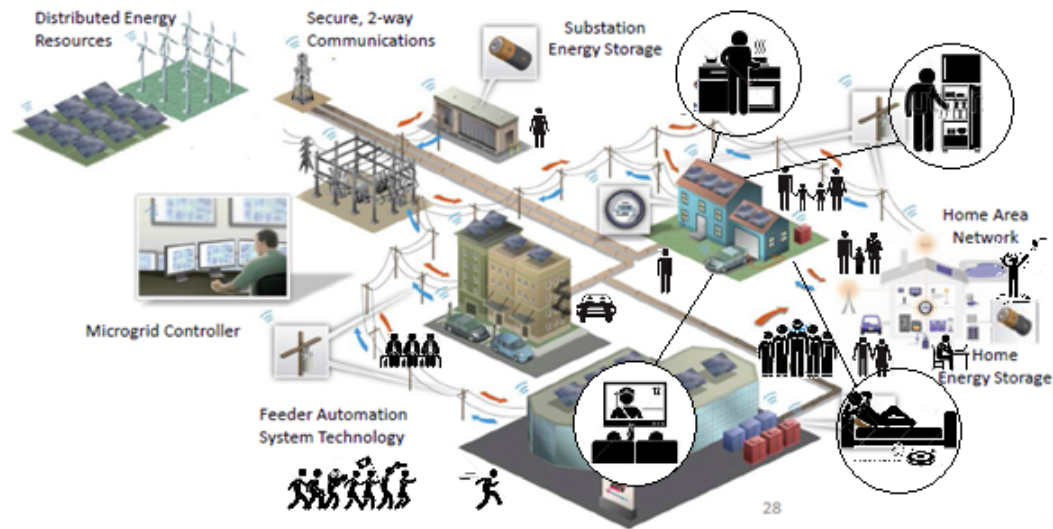 Distributed Energy
Resources
Secure, 2-way
Communications
Substation
Energy Storage
Home Area
Network
Microgrid Controller
Home
Energy Storage
Feeder Automation
System Technology
28